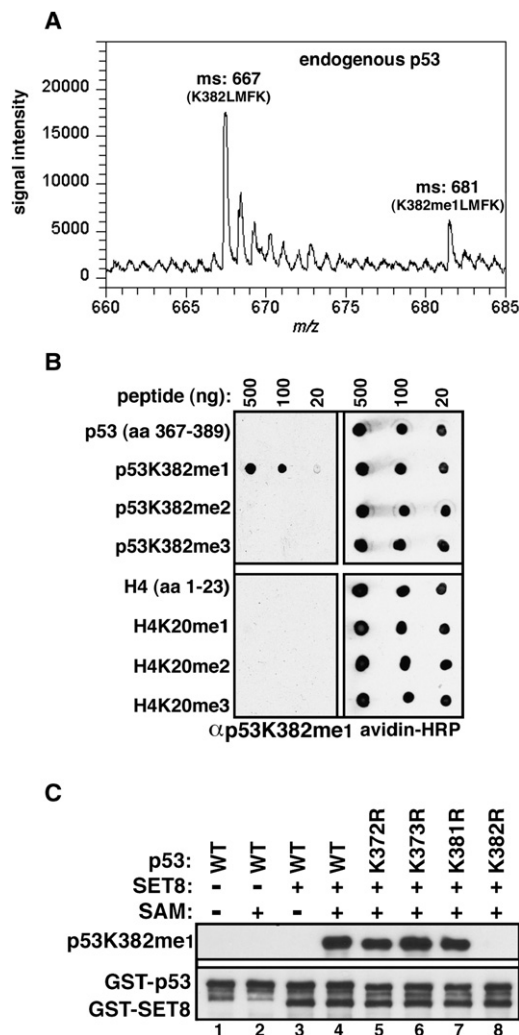 A
endogenous p53
ms: 667
(K382LMFK)
ms: 681
(K382me1LMFK)
signal intensity
20000
15000
10000
5000
0
660 665 670 675 680 685
m/z
B
peptide (ng): 500 100 20 500 100 20
p53 (aa 367-389)
p53K382me1
p53K382me2
p53K382me3
H4 (aa 1-23)
H4K20me1
H4K20me2
H4K20me3
αp53K382me1 avidin-HRP
C
p53: WT WT WT WT K372R K373R K381R K382R
SET8: - - + + + + + +
SAM: - + - + + + + +
p53K382me1
GST-p53
GST-SET8
1 2 3 4 5 6 7 8